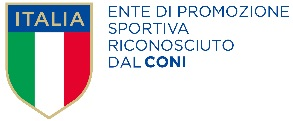 ITALIA
ENTE DI PROMOZIONE
SPORTIVA
RICONOSCIUTO
DAL CONI